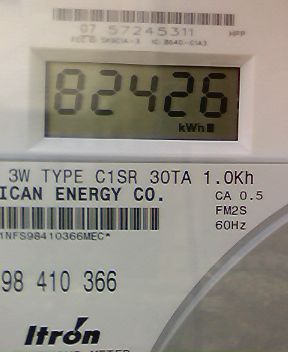 07 57245311
82426
kWh
3W TYPE C1SR 30TA 1.0Kh
ICAN ENERGY CO.
CA 0.5
FM2S
60Hz
1NFS98410366MEC*
98 410 366
Itron